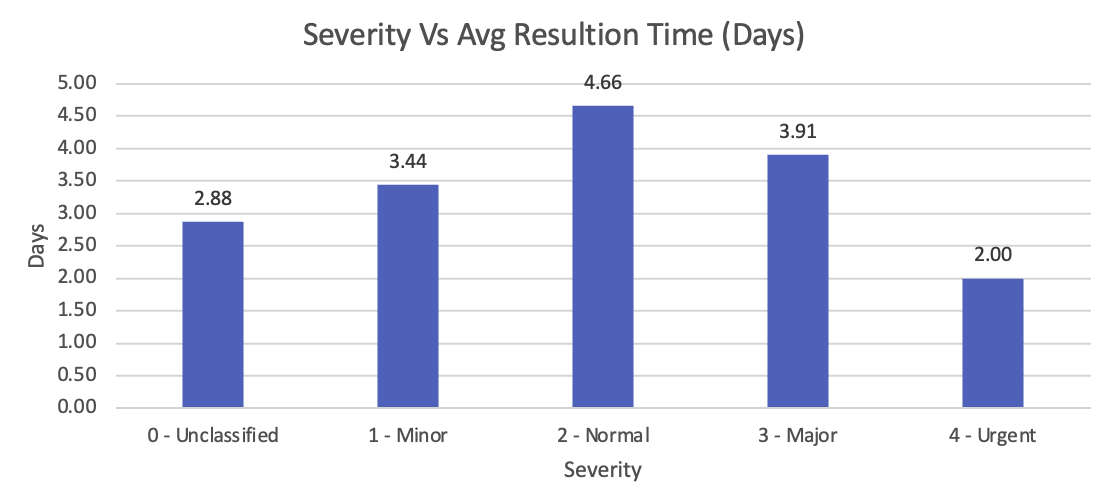 Severity Vs Avg Resultion Time (Days)
5.00
4.50
4.00
3.50
3.00
2.50
2.00
1.50
1.00
0.50
0.00
Days
2.88
3.44
4.66
3.91
2.00
0 - Unclassified
1 - Minor
2 - Normal
3 - Major
4 - Urgent
Severity